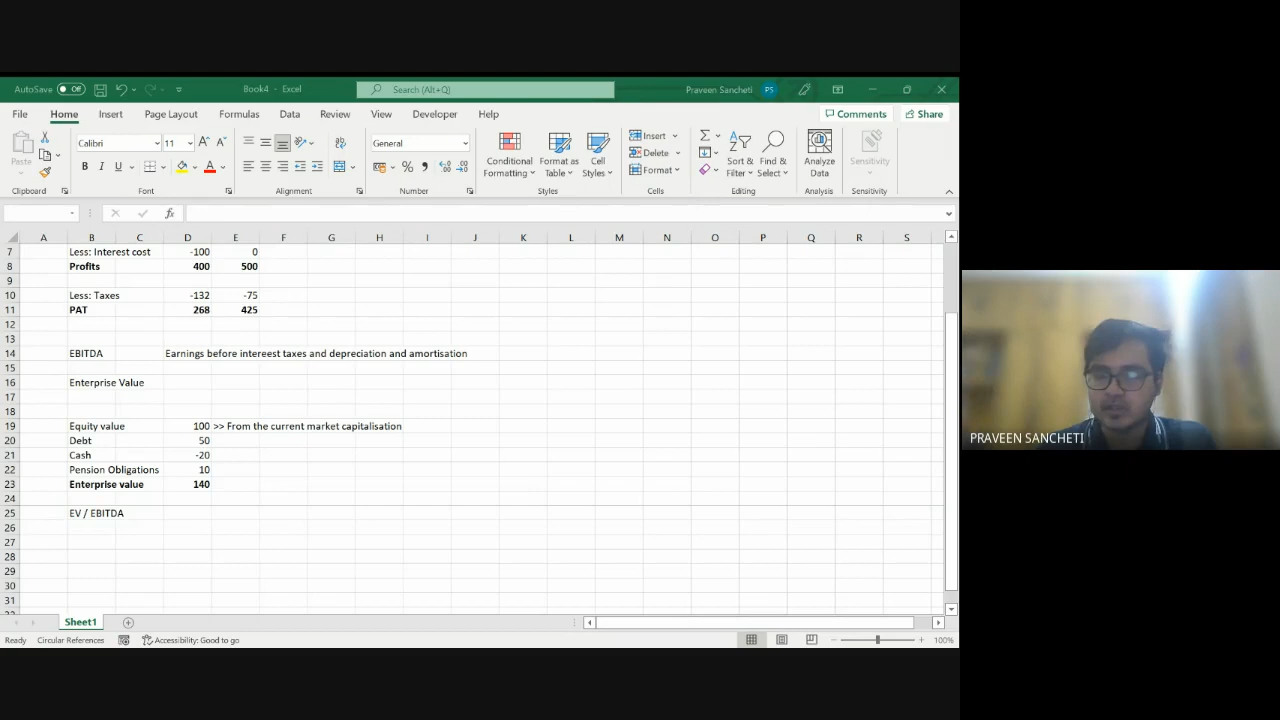 AutoSave Off Book4 - Excel Search (Alt+Q) Praveen Sancheti PS
File Home Insert Page Layout Formulas Data Review View Developer Help Comments Share
Paste Calibri 11 General Conditional Formatting Format as Table Cell Styles Insert Delete Format Sort & Filter Find & Select Analyze Data Sensitivity
Clipboard Font Alignment Number Styles Cells Editing Analysis Sensitivity
A B C D E F G H I J K L M N O P Q R S
7 Less: Interest cost -100 0
8 Profits 400 500
9
10 Less: Taxes -132 -75
11 PAT 268 425
12
13
14 EBITDA Earnings before intereest taxes and depreciation and amortisation
15
16 Enterprise Value
17
18
19 Equity value 100 >> From the current market capitalisation
20 Debt 50
21 Cash -20
22 Pension Obligations 10
23 Enterprise value 140
24
25 EV / EBITDA
26
27
28
29
30
31
Sheet1
Ready Circular References Accessibility: Good to go 100%
PRAVEEN SANCHETI